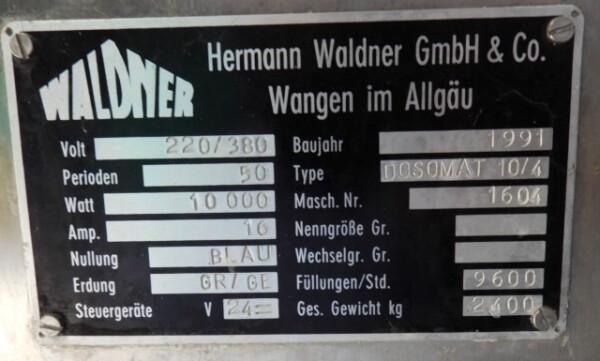 WALDNER
Hermann Waldner GmbH & Co.
Wangen im Allgäu
Volt 220/380
Perioden 50
Watt 10 000
Amp. 16
Nullung BLAU
Erdung GR/GE
Steuergeräte V 24=
Baujahr 1991
Type DOSOMAT 10/4
Masch. Nr. 1604
Nenngröße Gr.
Wechselgr. Gr.
Füllungen/Std. 9600
Ges. Gewicht kg 2400